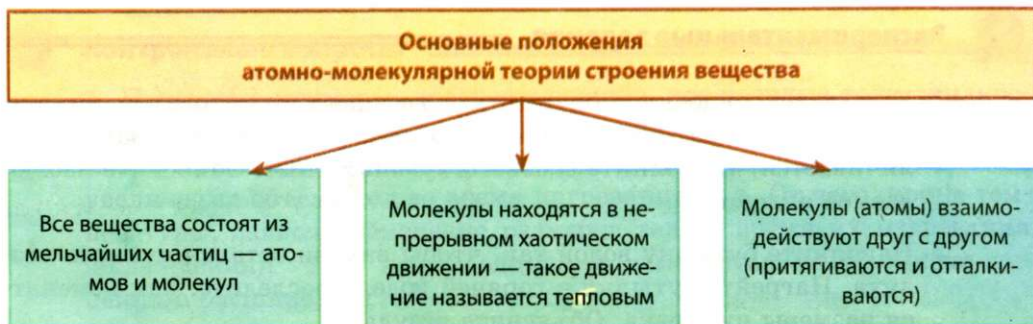 Основные положения
атомно-молекулярной теории строения вещества
Все вещества состоят из
мельчайших частиц — ато-
мов и молекул
Молекулы находятся в не-
прерывном хаотическом
движении — такое движе-
ние называется тепловым
Молекулы (атомы) взаимо-
действуют друг с другом
(притягиваются и отталки-
ваются)